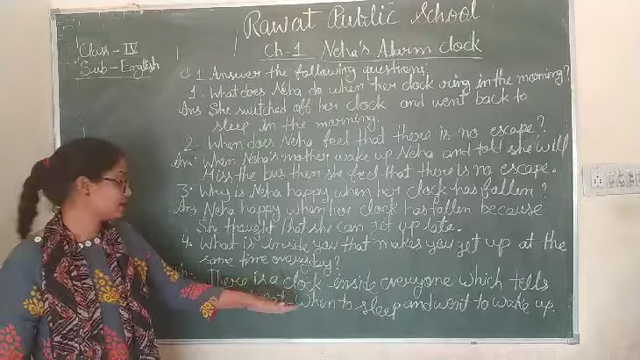 Rawat Public School
Class - IV
Ch-1 Neha's Alarm clock
Sub - English
Q 1. Answer the following questions.
1. What does Neha do when her clock ring in the morning?
Ans She switched off her clock and went back to
sleep in the morning.
2. When does Neha feel that there is no escape?
Ans When Neha's mother wake up Neha and told she will
Miss the bus then she feel that there is no escape.
3. Why is Neha happy when her clock has fallen?
Ans Neha happy when her clock has fallen because
She thought that she can get up late.
4. What is inside you that makes you get up at the
same time everyday?
There is a clock inside everyone which tells
when to sleep and went to wake up.